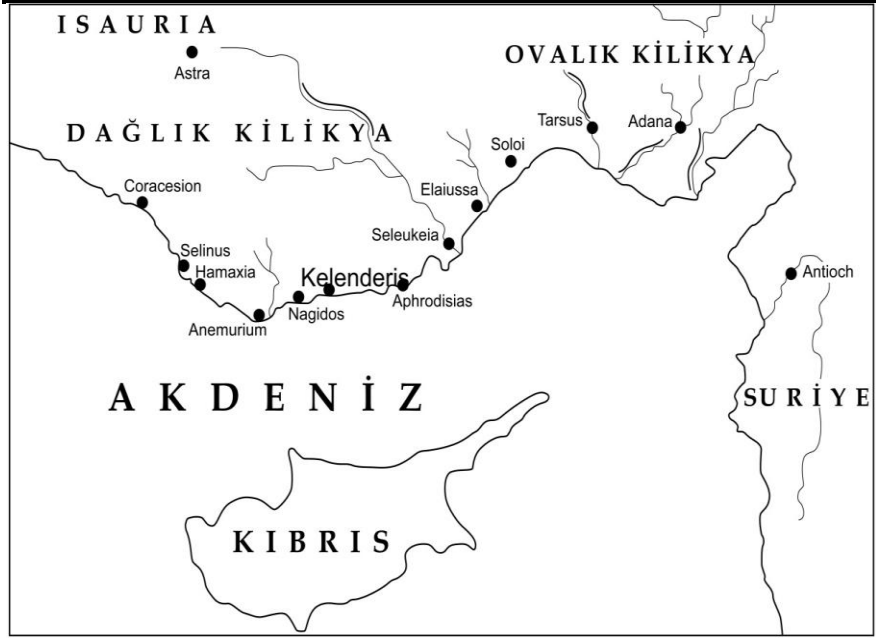 ISAURIA
Astra
OVALIK KİLİKYA
Tarsus
Adana
DAĞLIK KİLİKYA
Soloi
Coracesion
Elaiussa
Seleukeia
Selinus
Hamaxia
Kelenderis
Antioch
Aphrodisias
Nagidos
Anemurium
AKDENİZ
SURİYE
KIBRIS